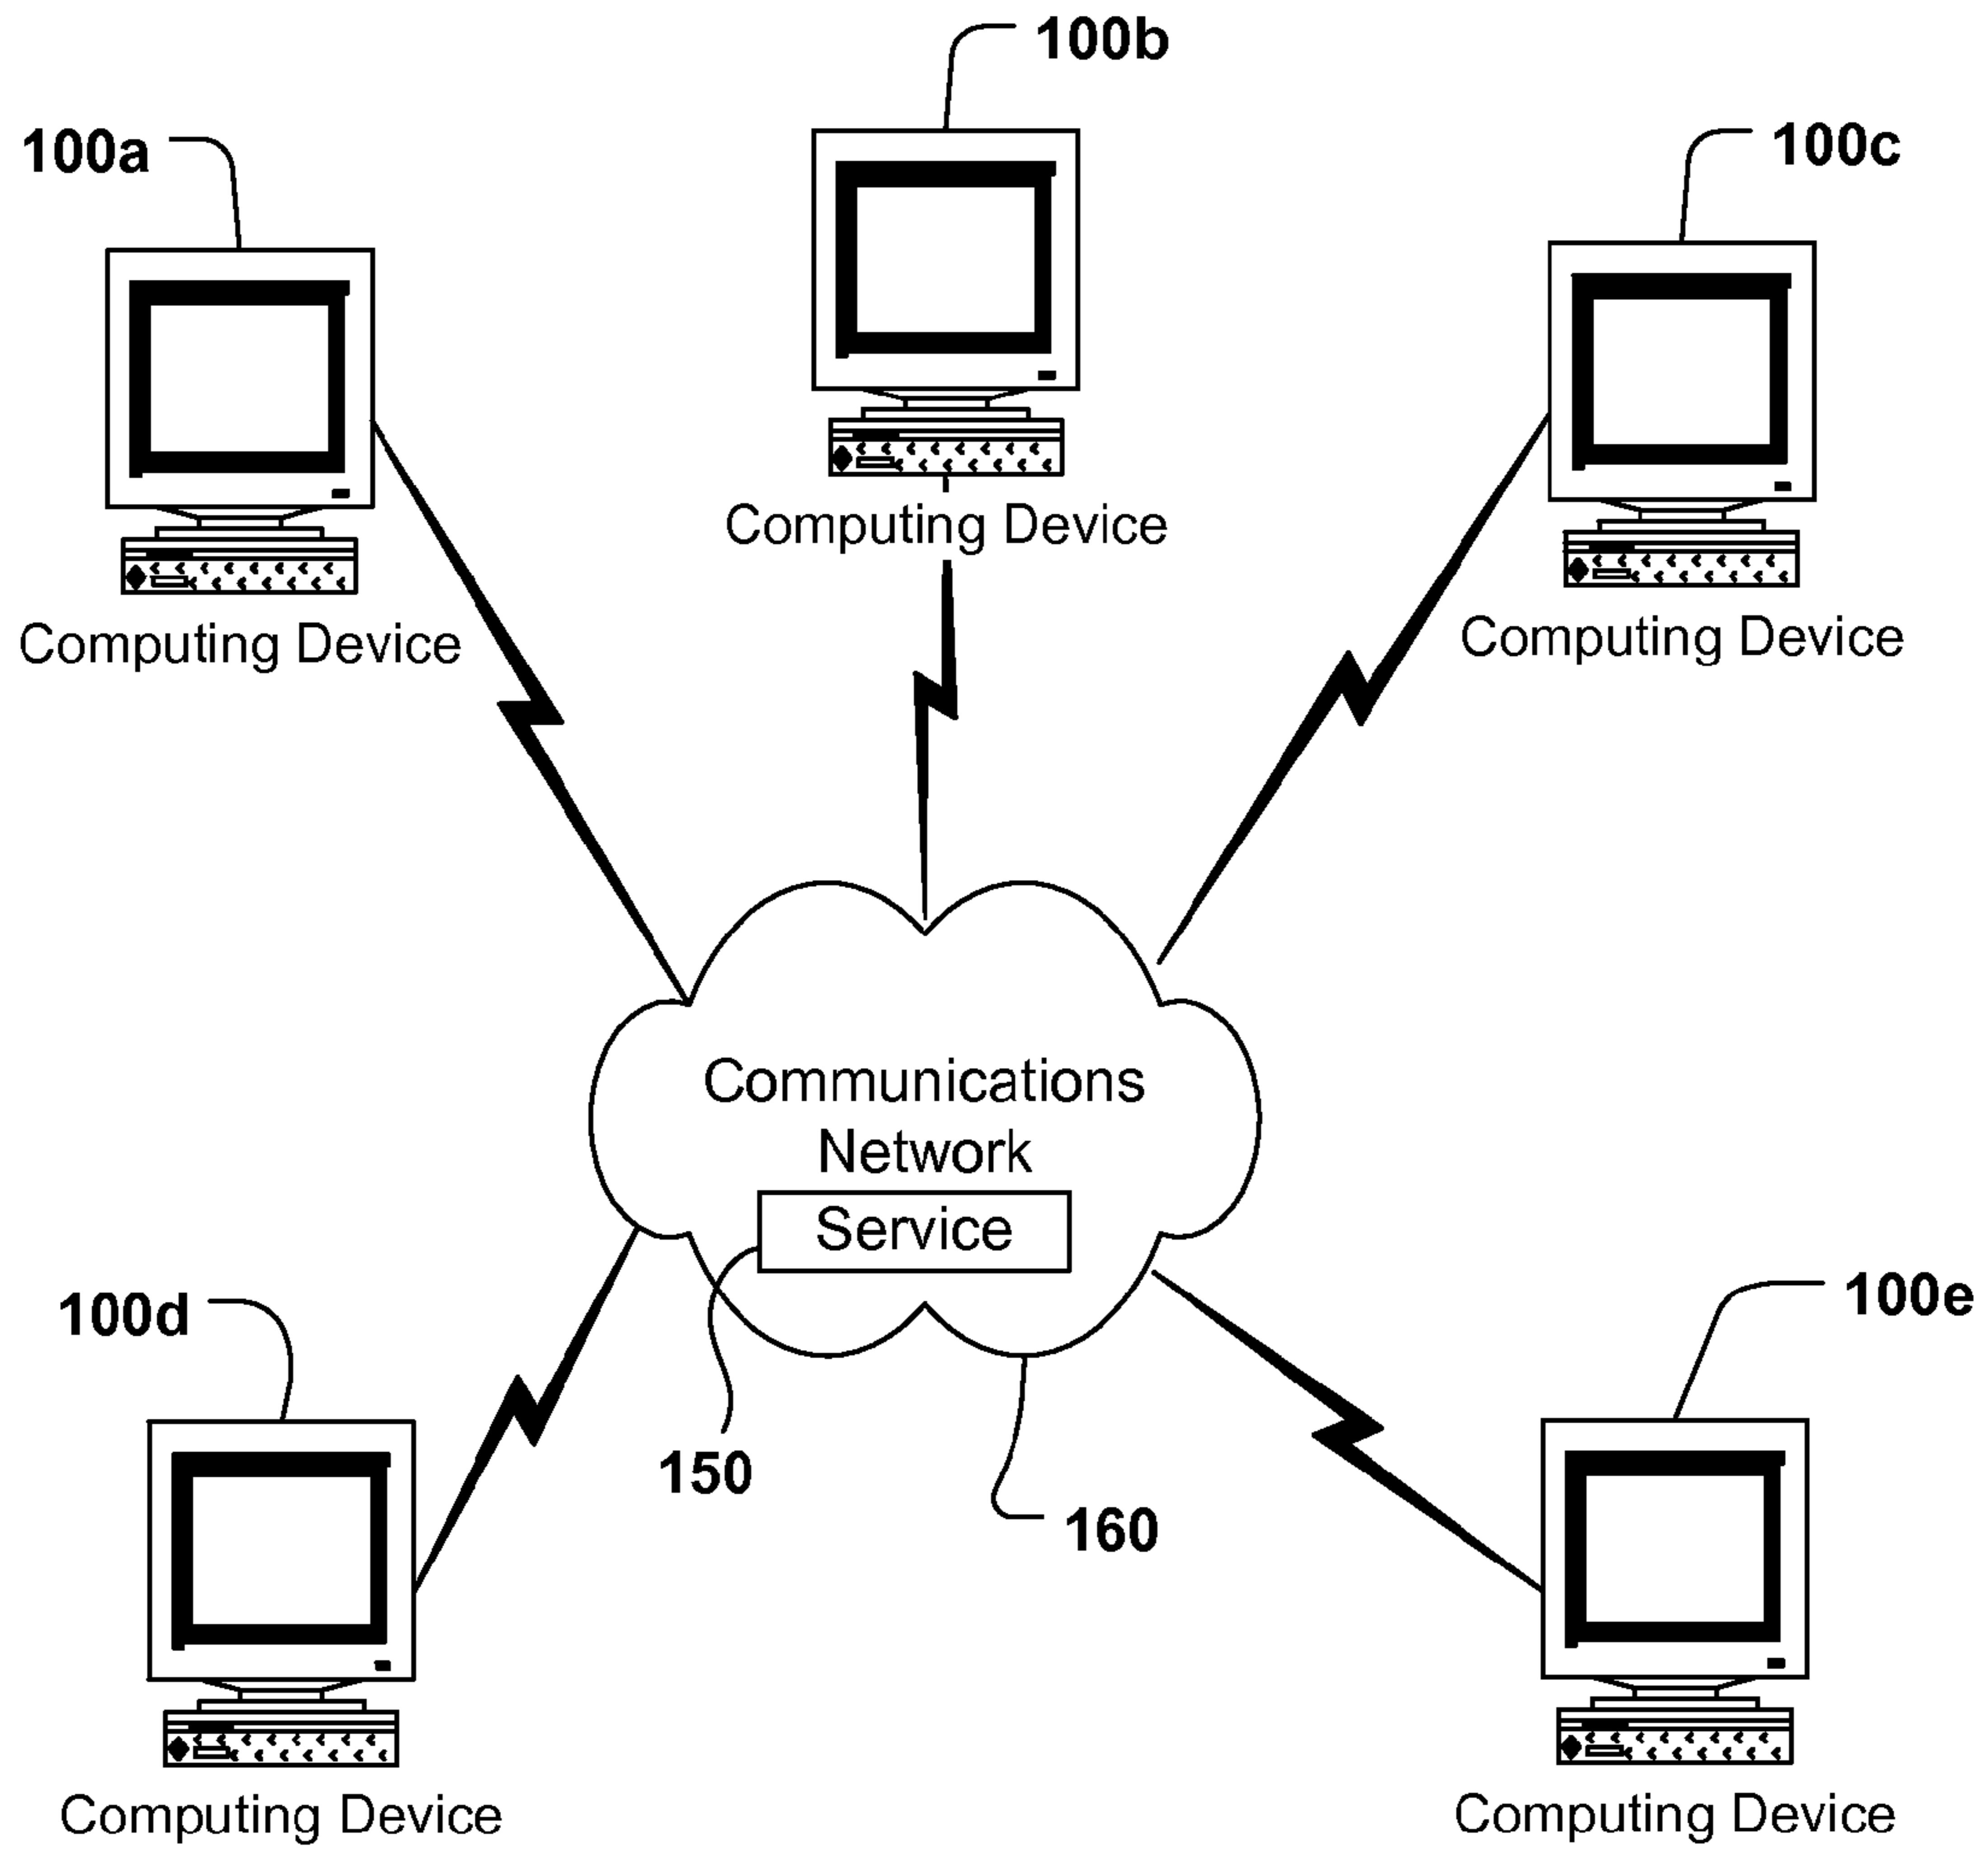 100b
100a
100c
Computing Device
Computing Device
Computing Device
Communications
Network
Service
100d
100e
150
160
Computing Device
Computing Device